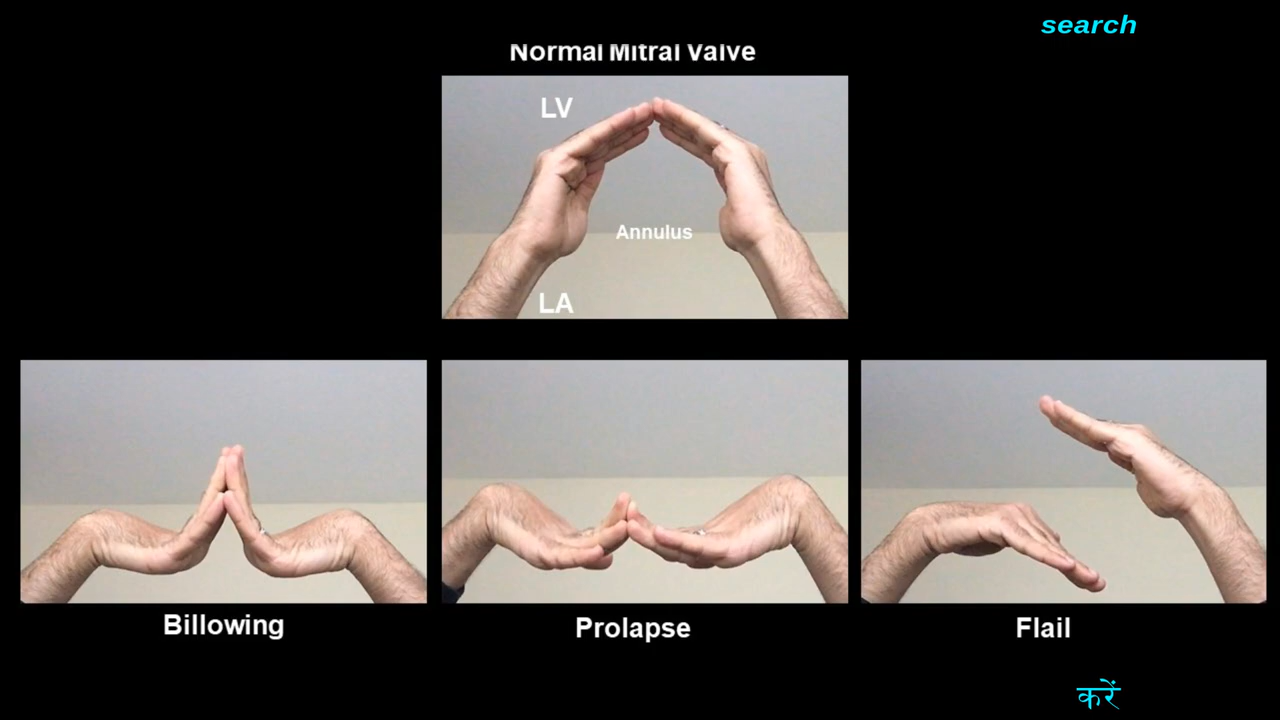 search
Normal Mitral Valve
LV
Annulus
LA
Billowing
Prolapse
Flail
करें